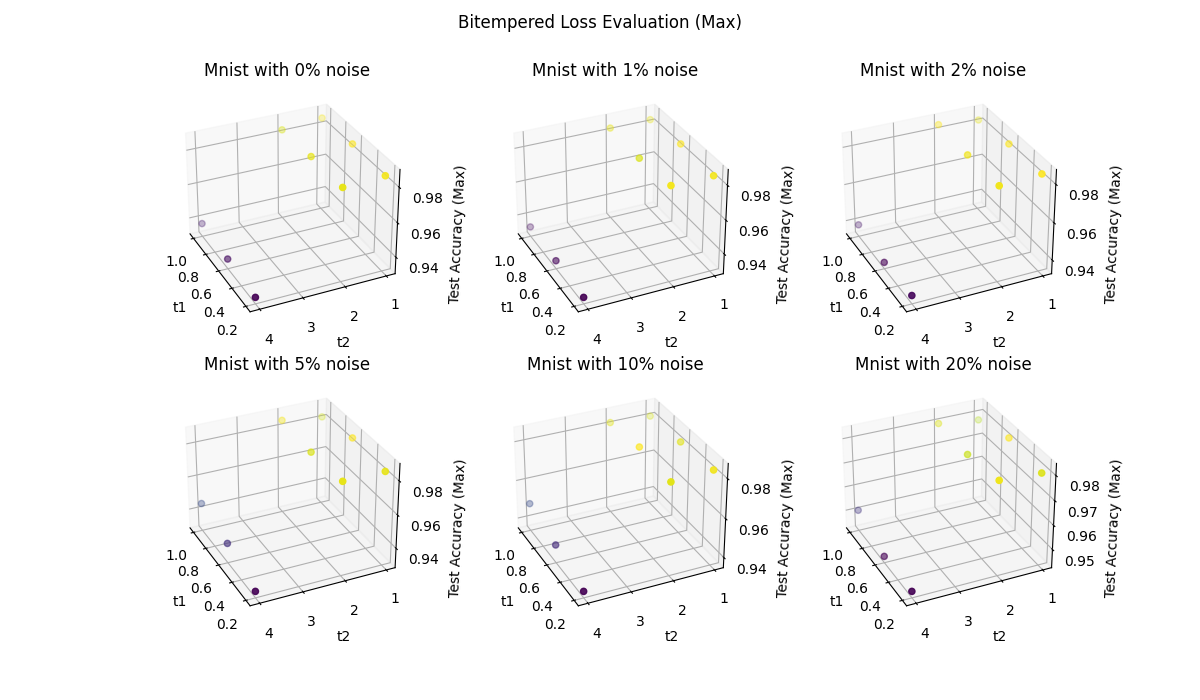 Bitempered Loss Evaluation (Max)
Mnist with 0% noise
0.98
0.96
0.94
Test Accuracy (Max)
1.0
0.8
0.6
0.4
0.2
t1
4
3
2
1
t2
Mnist with 1% noise
0.98
0.96
0.94
Test Accuracy (Max)
1.0
0.8
0.6
0.4
0.2
t1
4
3
2
1
t2
Mnist with 2% noise
0.98
0.96
0.94
Test Accuracy (Max)
1.0
0.8
0.6
0.4
0.2
t1
4
3
2
1
t2
Mnist with 5% noise
0.98
0.96
0.94
Test Accuracy (Max)
1.0
0.8
0.6
0.4
0.2
t1
4
3
2
1
t2
Mnist with 10% noise
0.98
0.96
0.94
Test Accuracy (Max)
1.0
0.8
0.6
0.4
0.2
t1
4
3
2
1
t2
Mnist with 20% noise
0.98
0.97
0.96
0.95
Test Accuracy (Max)
1.0
0.8
0.6
0.4
0.2
t1
4
3
2
1
t2